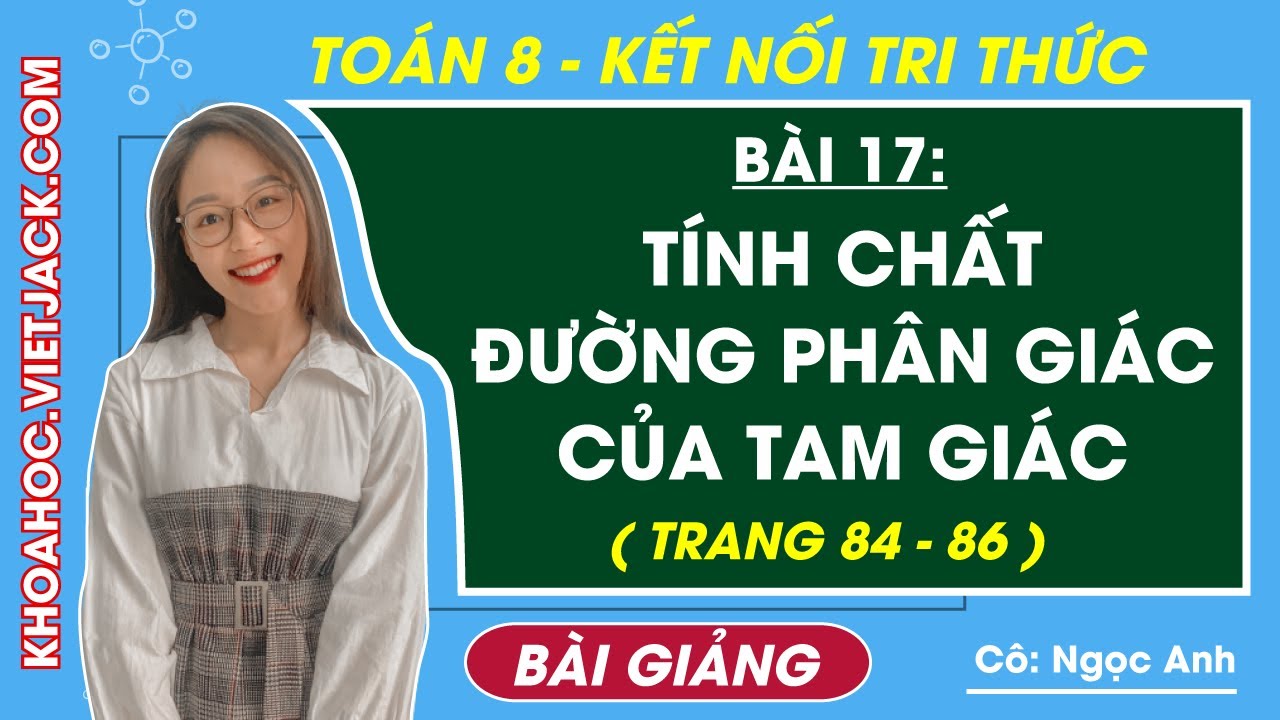 KHOAHOC.VIETJACK.COM
TOÁN 8 - KẾT NỐI TRI THỨC
BÀI 17:
TÍNH CHẤT
ĐƯỜNG PHÂN GIÁC
CỦA TAM GIÁC
( TRANG 84 - 86 )
BÀI GIẢNG
Cô: Ngọc Anh